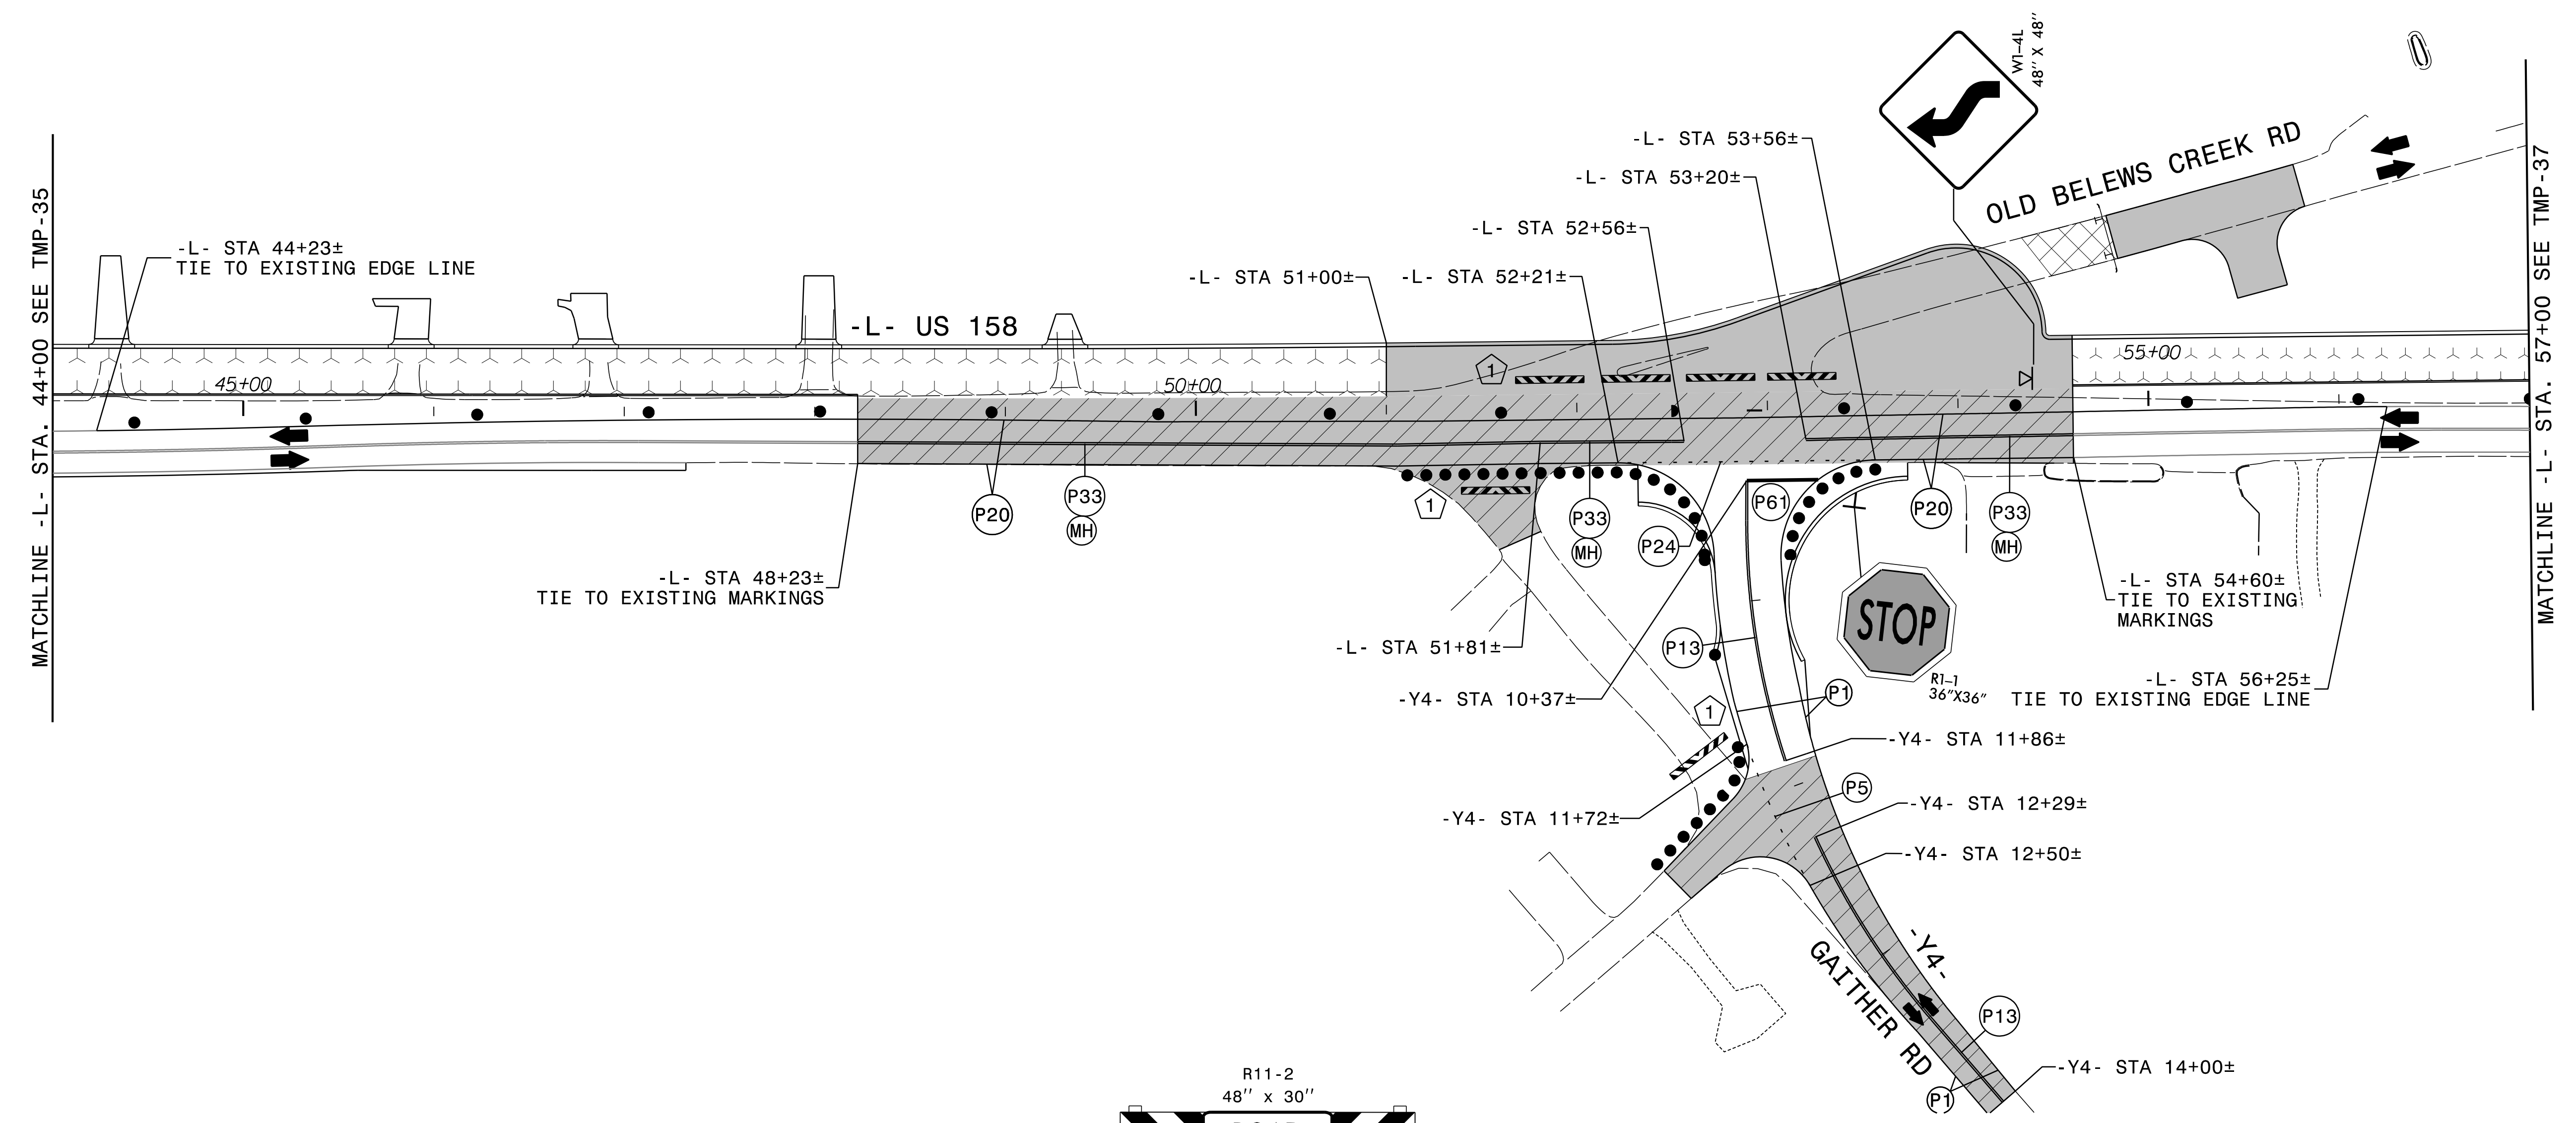 MATCHLINE -L- STA. 44+00 SEE TMP-35
-L- STA 44+23±
TIE TO EXISTING EDGE LINE
45+00
-L- US 158
50+00
-L- STA 51+00±
-L- STA 52+21±
-L- STA 52+56±
-L- STA 53+20±
-L- STA 53+56±
W1-4L
48" X 48"
OLD BELEWS CREEK RD
55+00
MATCHLINE -L- STA. 57+00 SEE TMP-37
1
1
P20
P33
MH
P33
MH
P24
P61
P20
P33
MH
-L- STA 48+23±
TIE TO EXISTING MARKINGS
-L- STA 54+60±
TIE TO EXISTING
MARKINGS
STOP
R1-1
36"X36"
-L- STA 51+81±
P13
-L- STA 56+25±
TIE TO EXISTING EDGE LINE
-Y4- STA 10+37±
P1
1
-Y4- STA 11+86±
P5
-Y4- STA 12+29±
-Y4- STA 11+72±
-Y4- STA 12+50±
-Y4-
GAITHER RD
P13
-Y4- STA 14+00±
P1
R11-2
48" x 30"